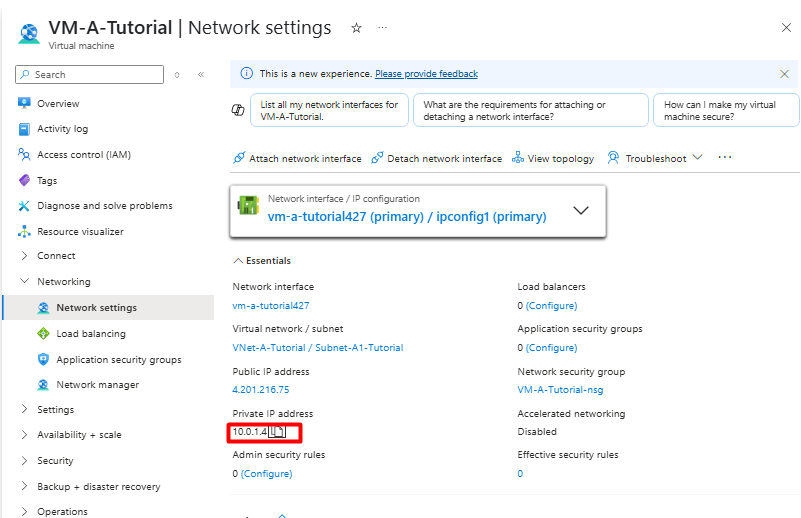 VM-A-Tutorial | Network settings
Virtual machine
Search
Overview
Activity log
Access control (IAM)
Tags
Diagnose and solve problems
Resource visualizer
Connect
Networking
Network settings
Load balancing
Application security groups
Network manager
Settings
Availability + scale
Security
Backup + disaster recovery
Operations
This is a new experience. Please provide feedback
List all my network interfaces for
VM-A-Tutorial.
What are the requirements for attaching or
detaching a network interface?
How can I make my virtual
machine secure?
Attach network interface Detach network interface View topology Troubleshoot
Network interface / IP configuration
vm-a-tutorial427 (primary) / ipconfig1 (primary)
Essentials
Network interface
vm-a-tutorial427
Virtual network / subnet
VNet-A-Tutorial / Subnet-A1-Tutorial
Public IP address
4.201.216.75
Private IP address
10.0.1.4
Admin security rules
0 (Configure)
Load balancers
0 (Configure)
Application security groups
0 (Configure)
Network security group
VM-A-Tutorial-nsg
Accelerated networking
Disabled
Effective security rules
0